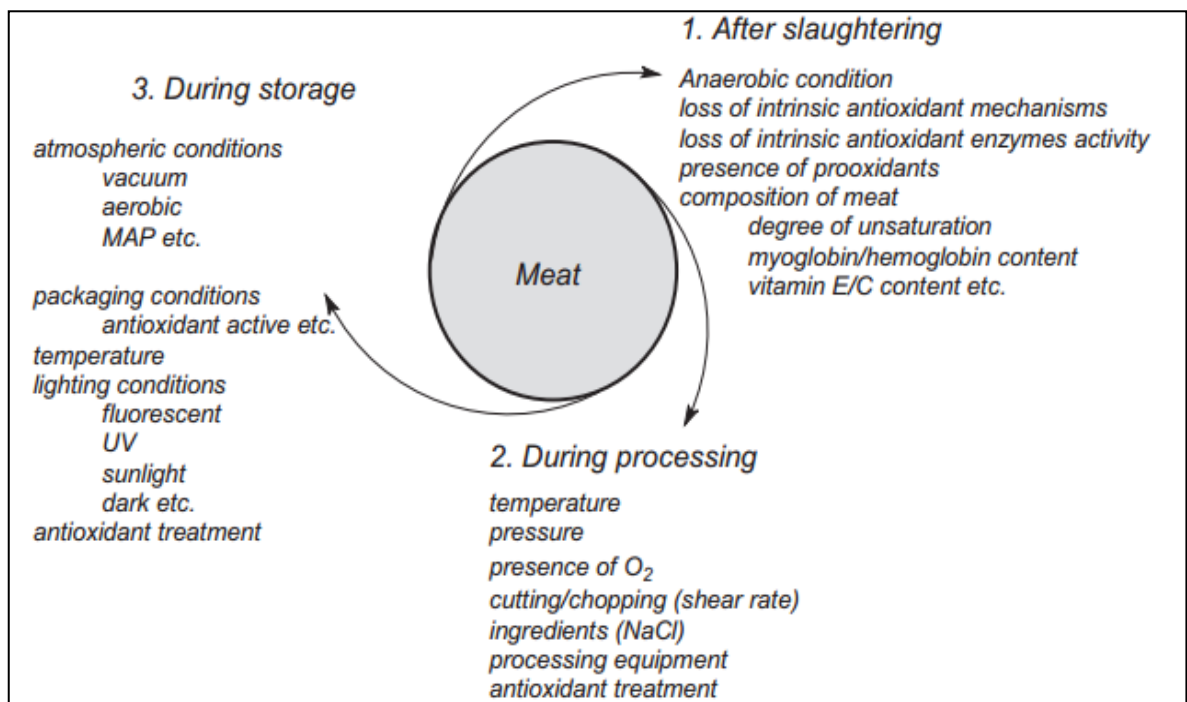 1. After slaughtering
Anaerobic condition
loss of intrinsic antioxidant mechanisms
loss of intrinsic antioxidant enzymes activity
presence of prooxidants
composition of meat
degree of unsaturation
myoglobin/hemoglobin content
vitamin E/C content etc.
Meat
2. During processing
temperature
pressure
presence of O2
cutting/chopping (shear rate)
ingredients (NaCl)
processing equipment
antioxidant treatment
3. During storage
atmospheric conditions
vacuum
aerobic
MAP etc.
packaging conditions
antioxidant active etc.
temperature
lighting conditions
fluorescent
UV
sunlight
dark etc.
antioxidant treatment